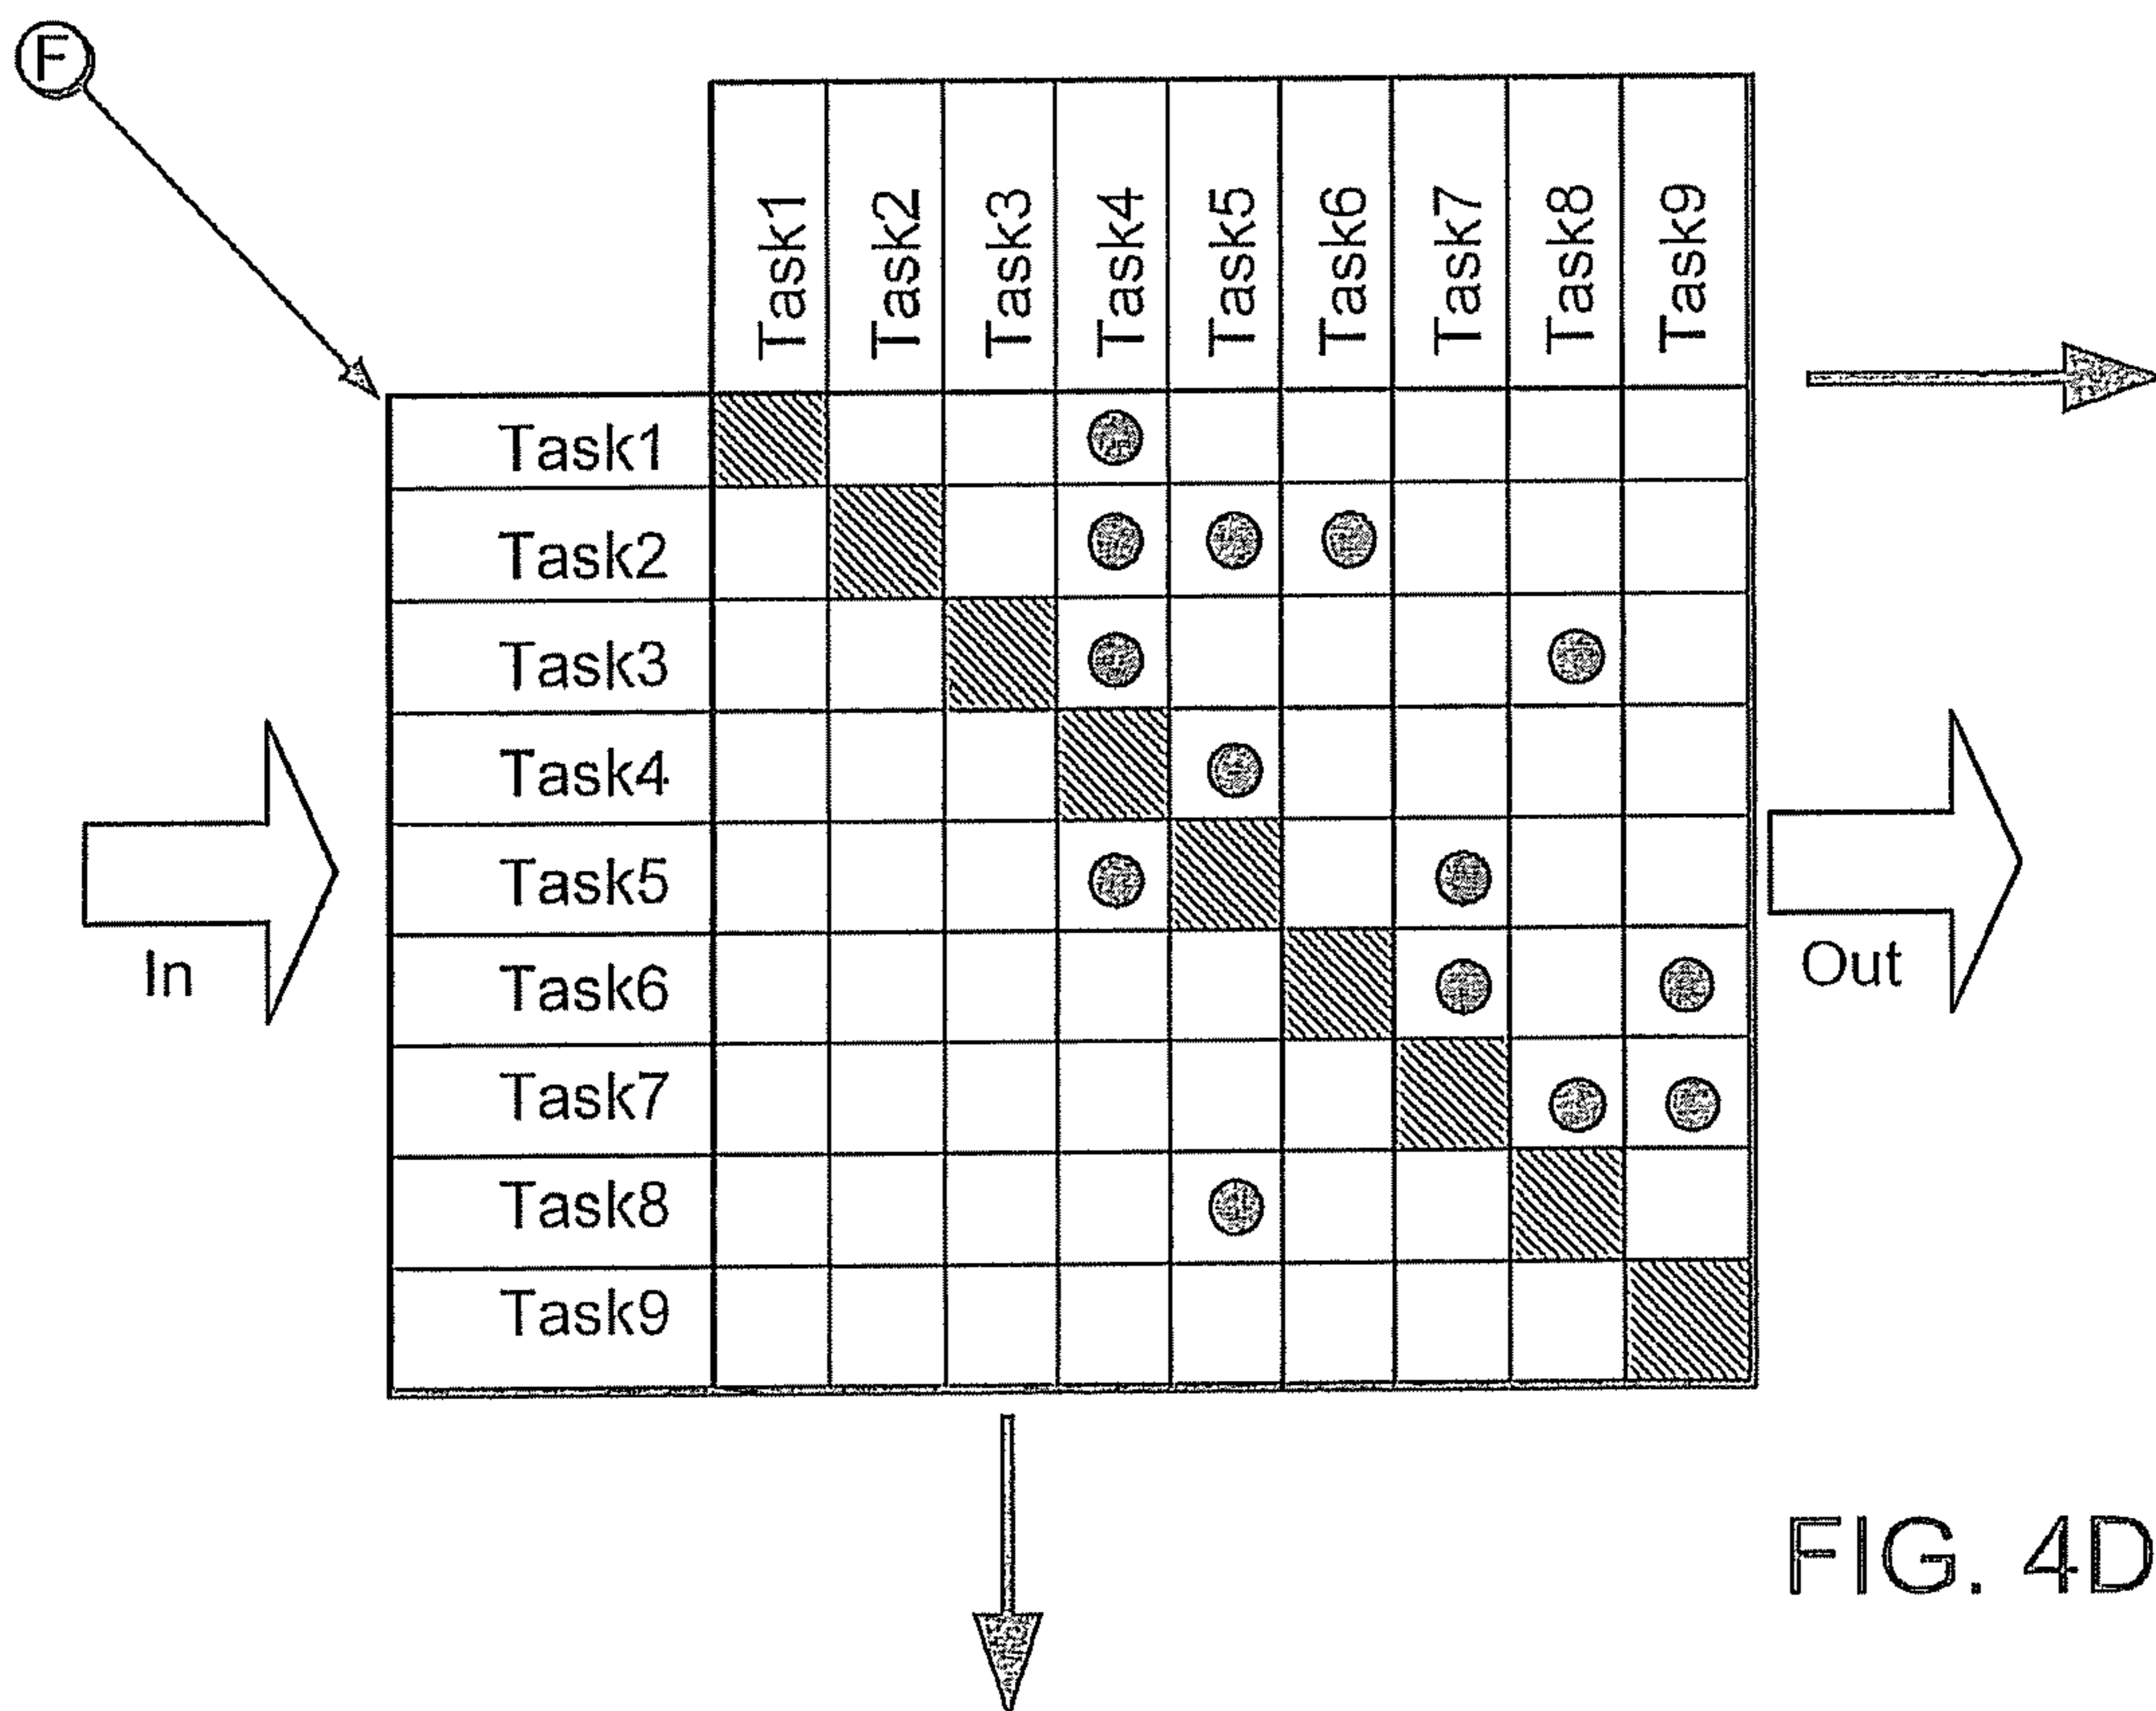 F
Task1 Task2 Task3 Task4 Task5 Task6 Task7 Task8 Task9
Task1
Task2
Task3
Task4
Task5
Task6
Task7
Task8
Task9
In
Out
FIG. 4D